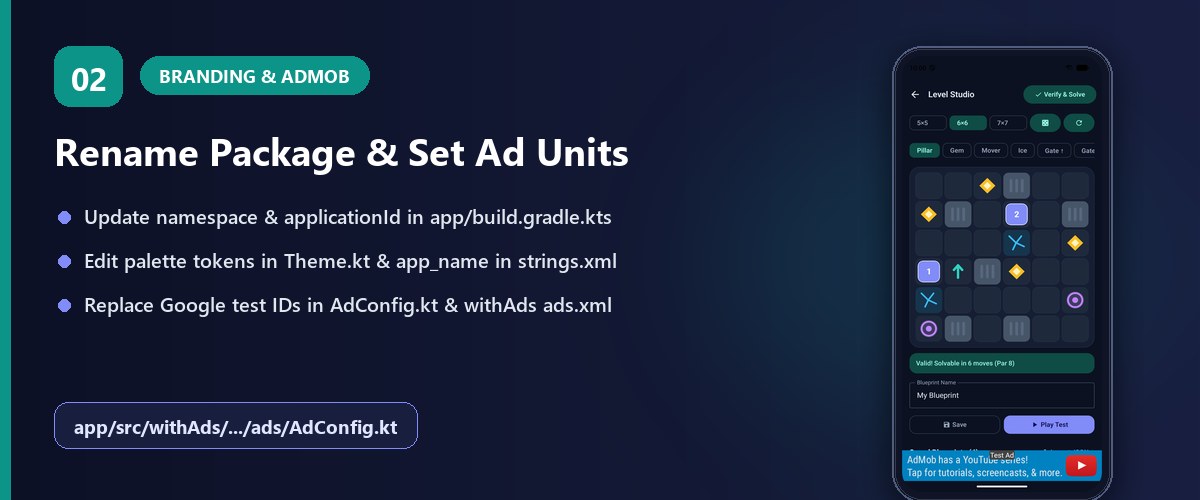 02
BRANDING & ADMOB
Rename Package & Set Ad Units
Update namespace & applicationId in app/build.gradle.kts
Edit palette tokens in Theme.kt & app_name in strings.xml
Replace Google test IDs in AdConfig.kt & withAds ads.xml
app/src/withAds/.../ads/AdConfig.kt
Level Studio
✓ Verify & Solve
5×5
6×6
7×7
Pillar
Gem
Mover
Ice
Gate ↑
Gate
2
1
Valid! Solvable in 6 moves (Par 8)
Blueprint Name
My Blueprint
Save
Play Test
Test Ad
AdMob has a YouTube series!
Tap for tutorials, screencasts, & more.